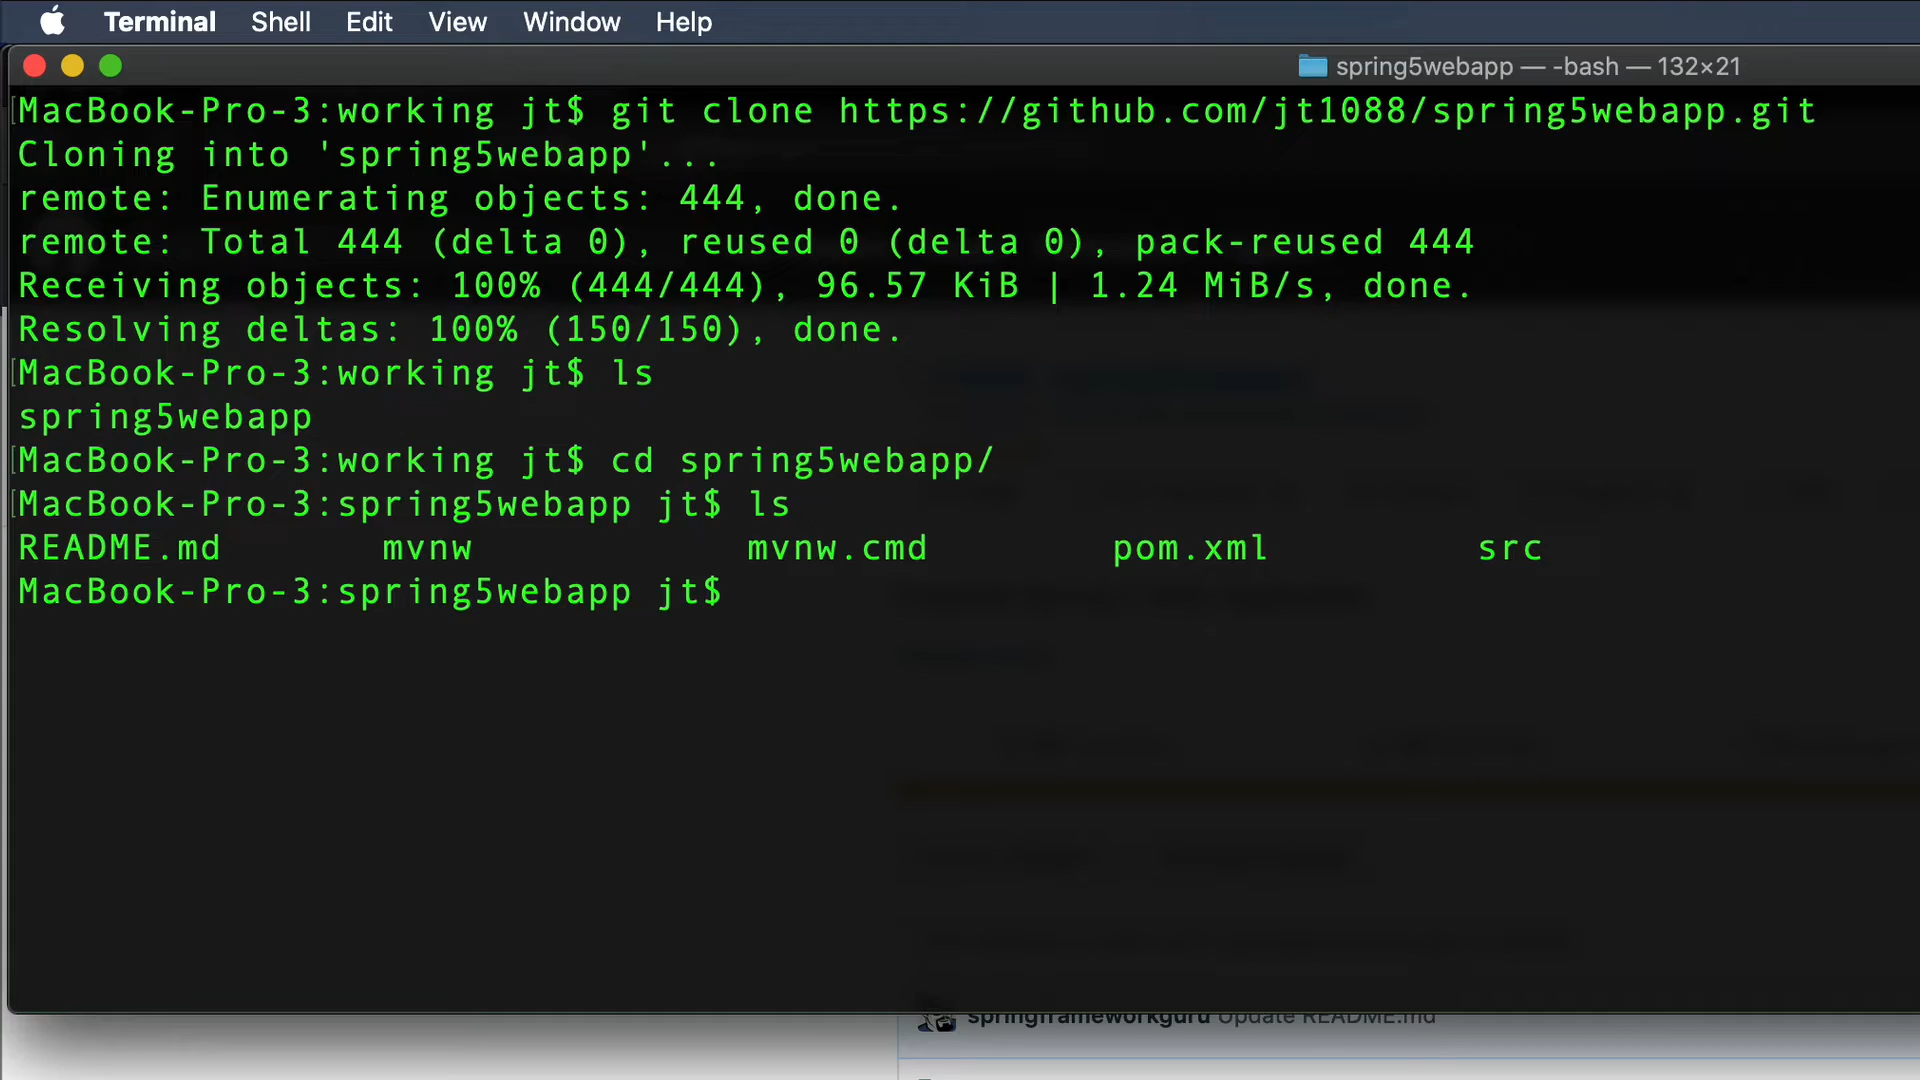 Terminal Shell Edit View Window Help
spring5webapp — -bash — 132×21
MacBook-Pro-3:working jt$ git clone https://github.com/jt1088/spring5webapp.git
Cloning into 'spring5webapp'...
remote: Enumerating objects: 444, done.
remote: Total 444 (delta 0), reused 0 (delta 0), pack-reused 444
Receiving objects: 100% (444/444), 96.57 KiB | 1.24 MiB/s, done.
Resolving deltas: 100% (150/150), done.
MacBook-Pro-3:working jt$ ls
spring5webapp
MacBook-Pro-3:working jt$ cd spring5webapp/
MacBook-Pro-3:spring5webapp jt$ ls
README.md mvnw mvnw.cmd pom.xml src
MacBook-Pro-3:spring5webapp jt$
springframeworkguru Update README.md